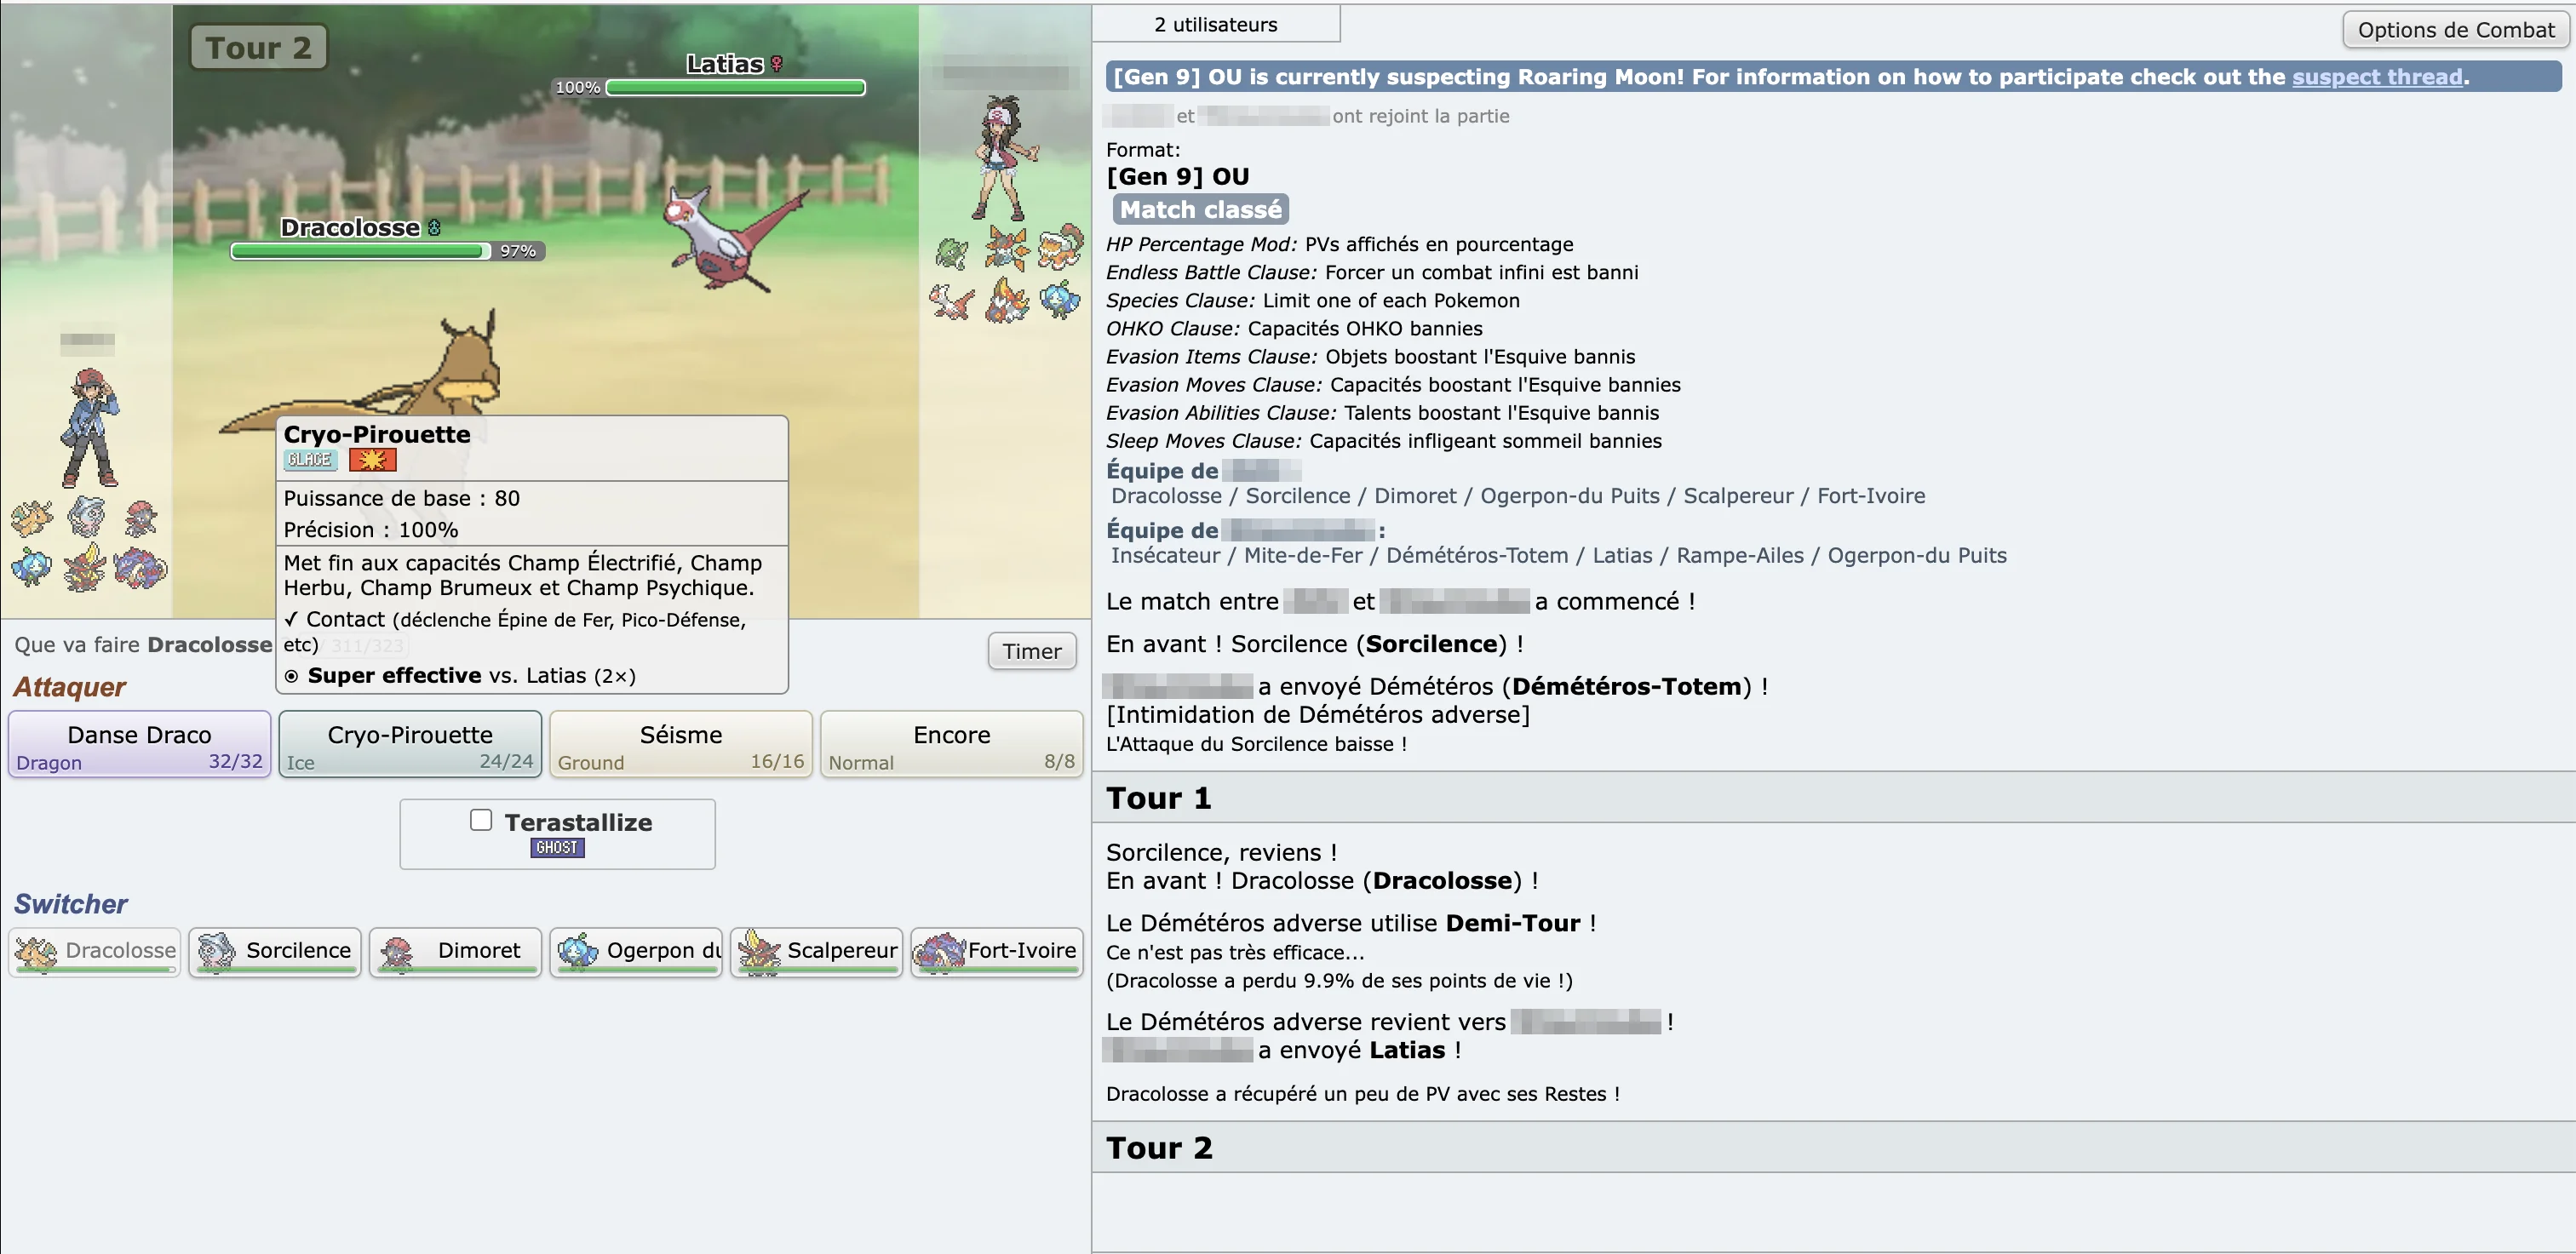 Tour 2
Latias
100%
Dracolosse
97%
Cryo-Pirouette
GLACE
Puissance de base : 80
Précision : 100%
Met fin aux capacités Champ Électrifié, Champ
Herbu, Champ Brumeux et Champ Psychique.
✓ Contact (déclenche Épine de Fer, Pico-Défense,
etc)
Super effective vs. Latias (2×)
Que va faire Dracolosse
311/323
Timer
Attaquer
Danse Draco
Dragon 32/32
Cryo-Pirouette
Ice 24/24
Séisme
Ground 16/16
Encore
Normal 8/8
Terastallize
GHOST
Switcher
Dracolosse
Sorcilence
Dimoret
Ogerpon du
Scalpereur
Fort-Ivoire
2 utilisateurs
Options de Combat
[Gen 9] OU is currently suspecting Roaring Moon! For information on how to participate check out the suspect thread.
et ont rejoint la partie
Format:
[Gen 9] OU
Match classé
HP Percentage Mod: PVs affichés en pourcentage
Endless Battle Clause: Forcer un combat infini est banni
Species Clause: Limit one of each Pokemon
OHKO Clause: Capacités OHKO bannies
Evasion Items Clause: Objets boostant l'Esquive bannis
Evasion Moves Clause: Capacités boostant l'Esquive bannies
Evasion Abilities Clause: Talents boostant l'Esquive bannis
Sleep Moves Clause: Capacités infligeant sommeil bannies
Équipe de
Dracolosse / Sorcilence / Dimoret / Ogerpon-du Puits / Scalpereur / Fort-Ivoire
Équipe de :
Insécateur / Mite-de-Fer / Démétéros-Totem / Latias / Rampe-Ailes / Ogerpon-du Puits
Le match entre et a commencé !
En avant ! Sorcilence (Sorcilence) !
a envoyé Démétéros (Démétéros-Totem) !
[Intimidation de Démétéros adverse]
L'Attaque du Sorcilence baisse !
Tour 1
Sorcilence, reviens !
En avant ! Dracolosse (Dracolosse) !
Le Démétéros adverse utilise Demi-Tour !
Ce n'est pas très efficace...
(Dracolosse a perdu 9.9% de ses points de vie !)
Le Démétéros adverse revient vers !
a envoyé Latias !
Dracolosse a récupéré un peu de PV avec ses Restes !
Tour 2